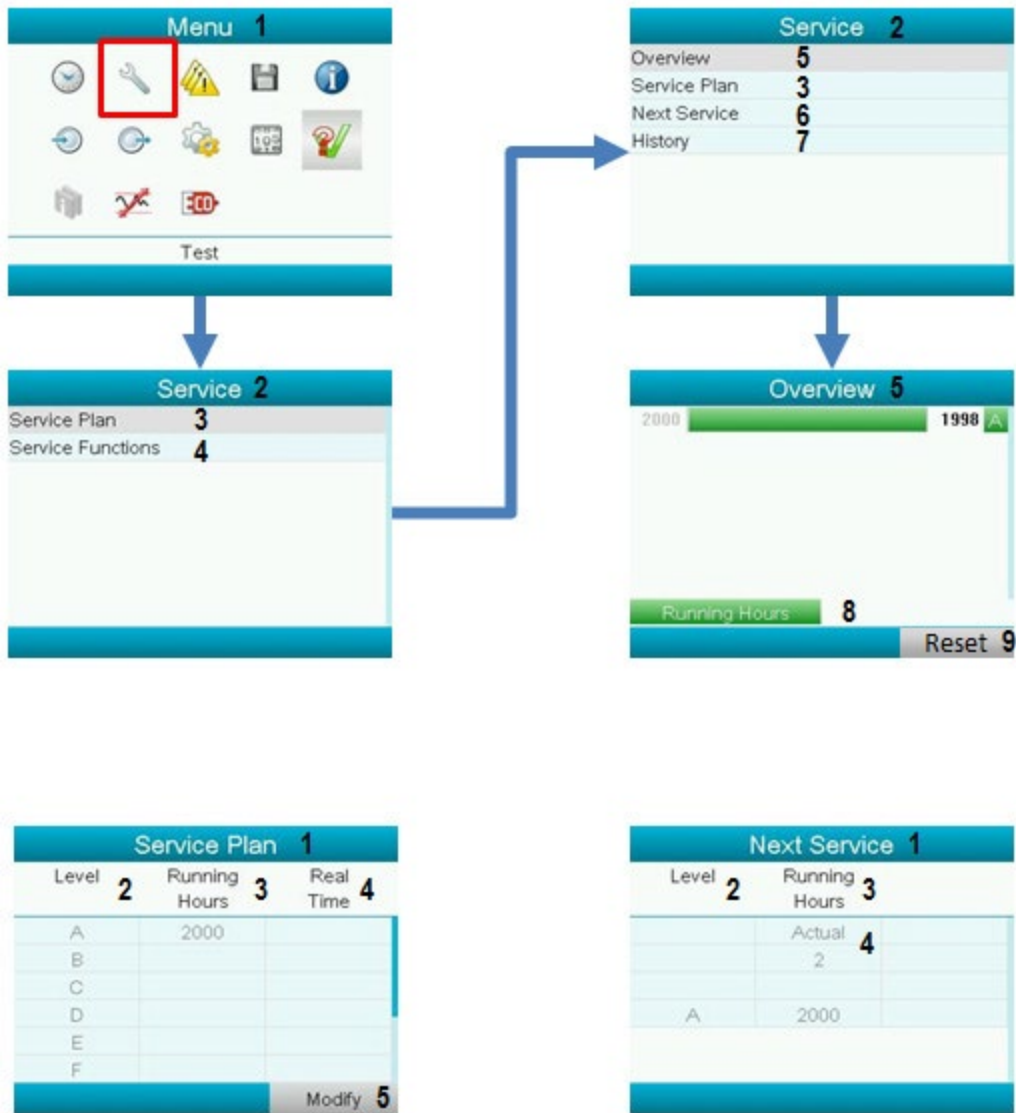 Menu 1
Test
Service 2
Service Plan 3
Service Functions 4
Service 2
Overview 5
Service Plan 3
Next Service 6
History 7
Overview 5
2000 1998 A
Running Hours 8
Reset 9
Service Plan 1
Level 2 Running Hours 3 Real Time 4
A 2000
B
C
D
E
F
Modify 5
Next Service 1
Level 2 Running Hours 3
Actual 4
2
A 2000